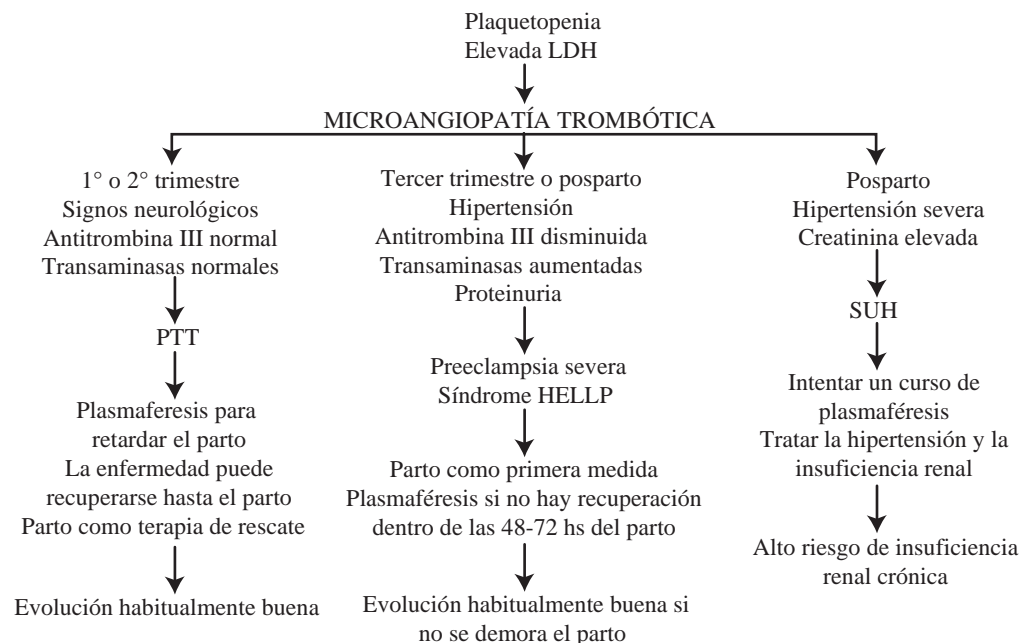 Plaquetopenia
Elevada LDH
MICROANGIOPATÍA TROMBÓTICA
1° o 2° trimestre
Signos neurológicos
Antitrombina III normal
Transaminasas normales
PTT
Plasmaferesis para
retardar el parto
La enfermedad puede
recuperarse hasta el parto
Parto como terapia de rescate
Evolución habitualmente buena
Tercer trimestre o posparto
Hipertensión
Antitrombina III disminuida
Transaminasas aumentadas
Proteinuria
Preeclampsia severa
Síndrome HELLP
Parto como primera medida
Plasmaféresis si no hay recuperación
dentro de las 48-72 hs del parto
Evolución habitualmente buena si
no se demora el parto
Posparto
Hipertensión severa
Creatinina elevada
SUH
Intentar un curso de
plasmaféresis
Tratar la hipertensión y la
insuficiencia renal
Alto riesgo de insuficiencia
renal crónica